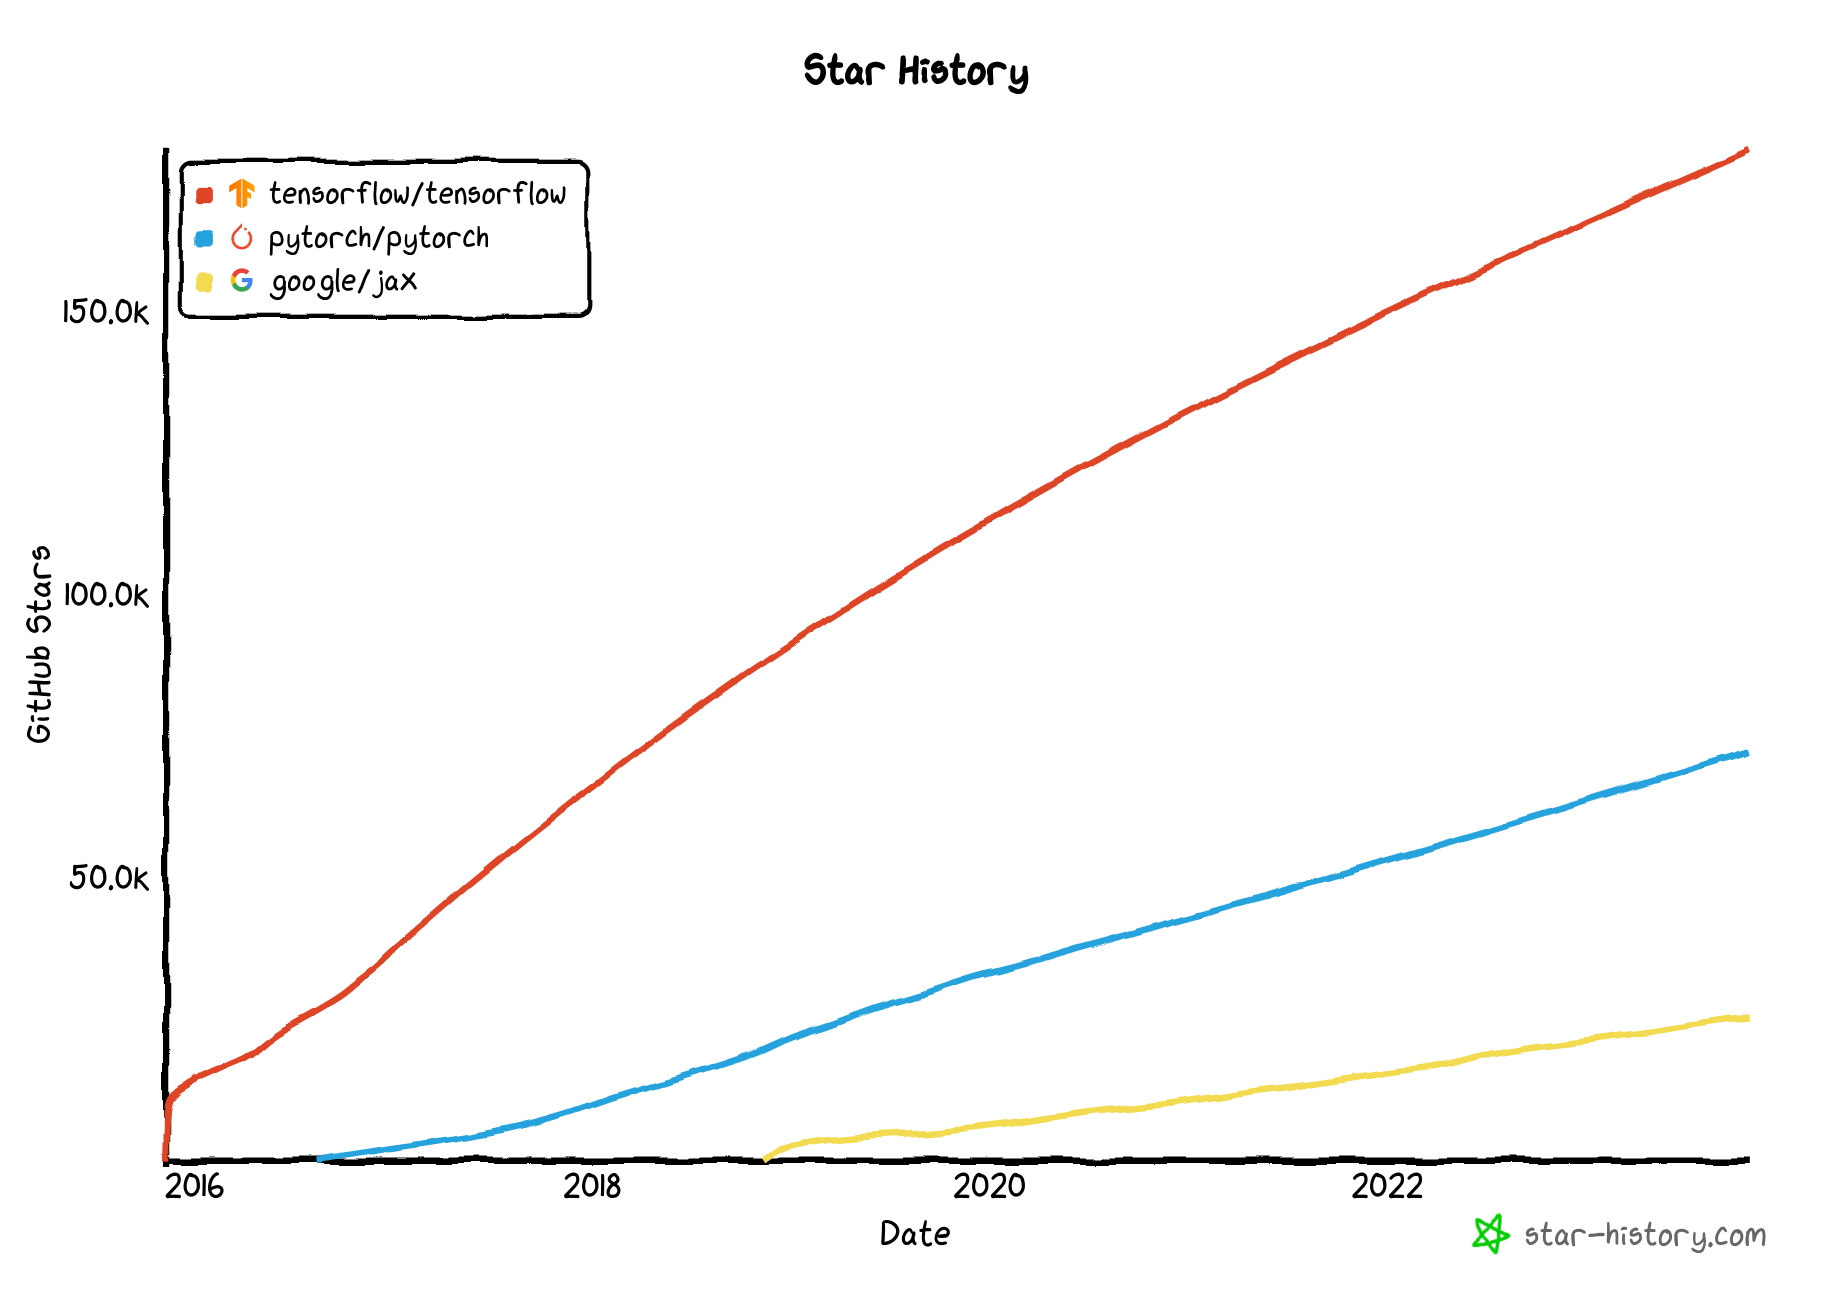 Star History
tensorflow/tensorflow
pytorch/pytorch
google/jax
150.0k
100.0k
50.0k
GitHub Stars
2016 2018 2020 2022
Date
star-history.com